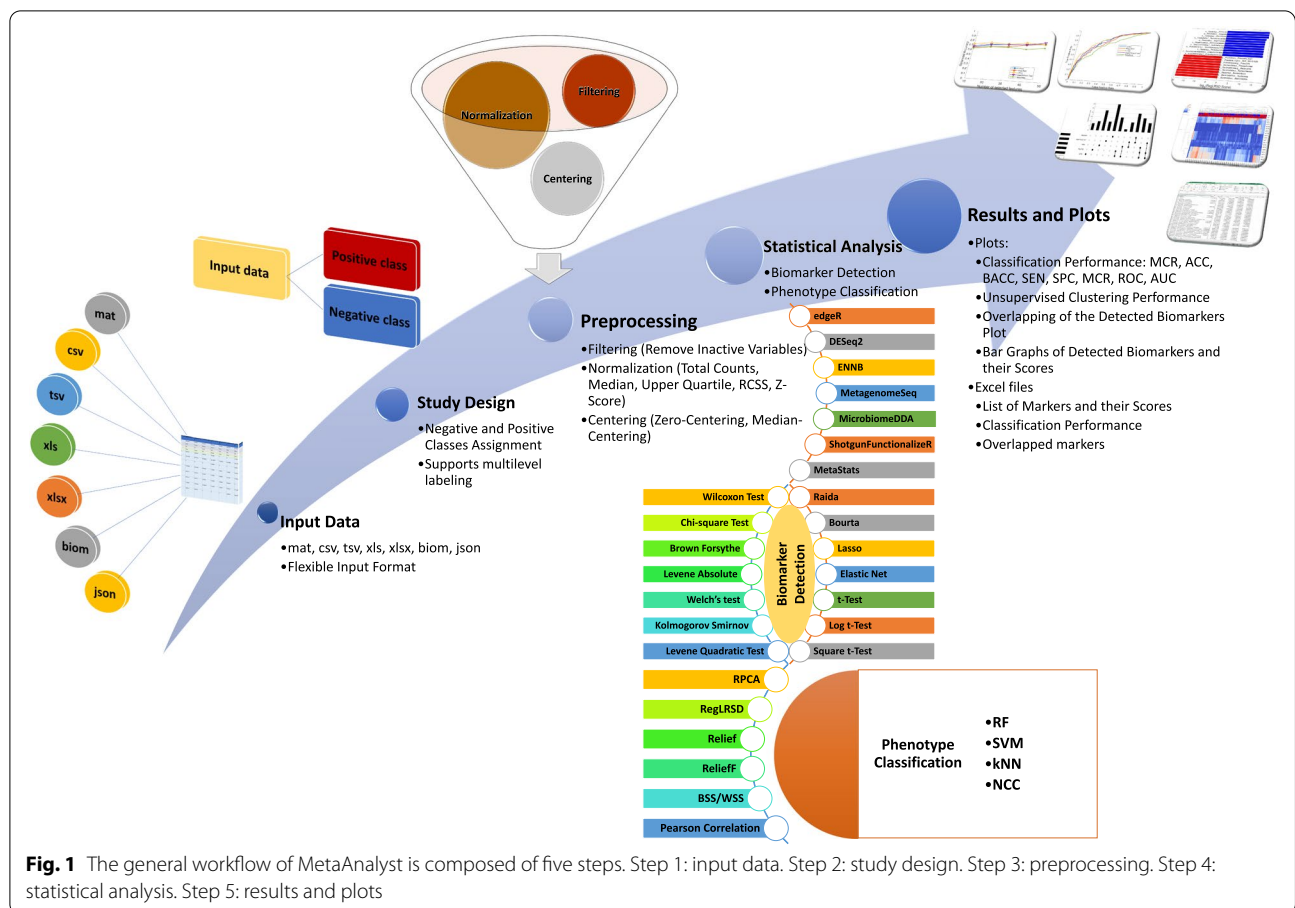 Normalization
Filtering
Centering
Input data
Positive class
Negative class
mat
csv
tsv
xls
xlsx
biom
json
Input Data
•mat, csv, tsv, xls, xlsx, biom, json
•Flexible Input Format
Study Design
•Negative and Positive
Classes Assignment
•Supports multilevel
labeling
Preprocessing
•Filtering (Remove Inactive Variables)
•Normalization (Total Counts,
Median, Upper Quartile, RCSS, Z-
Score)
•Centering (Zero-Centering, Median-
Centering)
Statistical Analysis
•Biomarker Detection
•Phenotype Classification
edgeR
DESeq2
ENNB
MetagenomeSeq
MicrobiomeDDA
ShotgunFunctionalizeR
MetaStats
Raida
Bourta
Lasso
Elastic Net
t-Test
Log t-Test
Square t-Test
Biomarker
Detection
Wilcoxon Test
Chi-square Test
Brown Forsythe
Levene Absolute
Welch's test
Kolmogorov Smirnov
Levene Quadratic Test
RPCA
RegLRSD
Relief
ReliefF
BSS/WSS
Pearson Correlation
Phenotype
Classification
•RF
•SVM
•kNN
•NCC
Results and Plots
•Plots:
•Classification Performance: MCR, ACC,
BACC, SEN, SPC, MCR, ROC, AUC
•Unsupervised Clustering Performance
•Overlapping of the Detected Biomarkers
Plot
•Bar Graphs of Detected Biomarkers and
their Scores
•Excel files
•List of Markers and their Scores
•Classification Performance
•Overlapped markers
Fig. 1 The general workflow of MetaAnalyst is composed of five steps. Step 1: input data. Step 2: study design. Step 3: preprocessing. Step 4:
statistical analysis. Step 5: results and plots